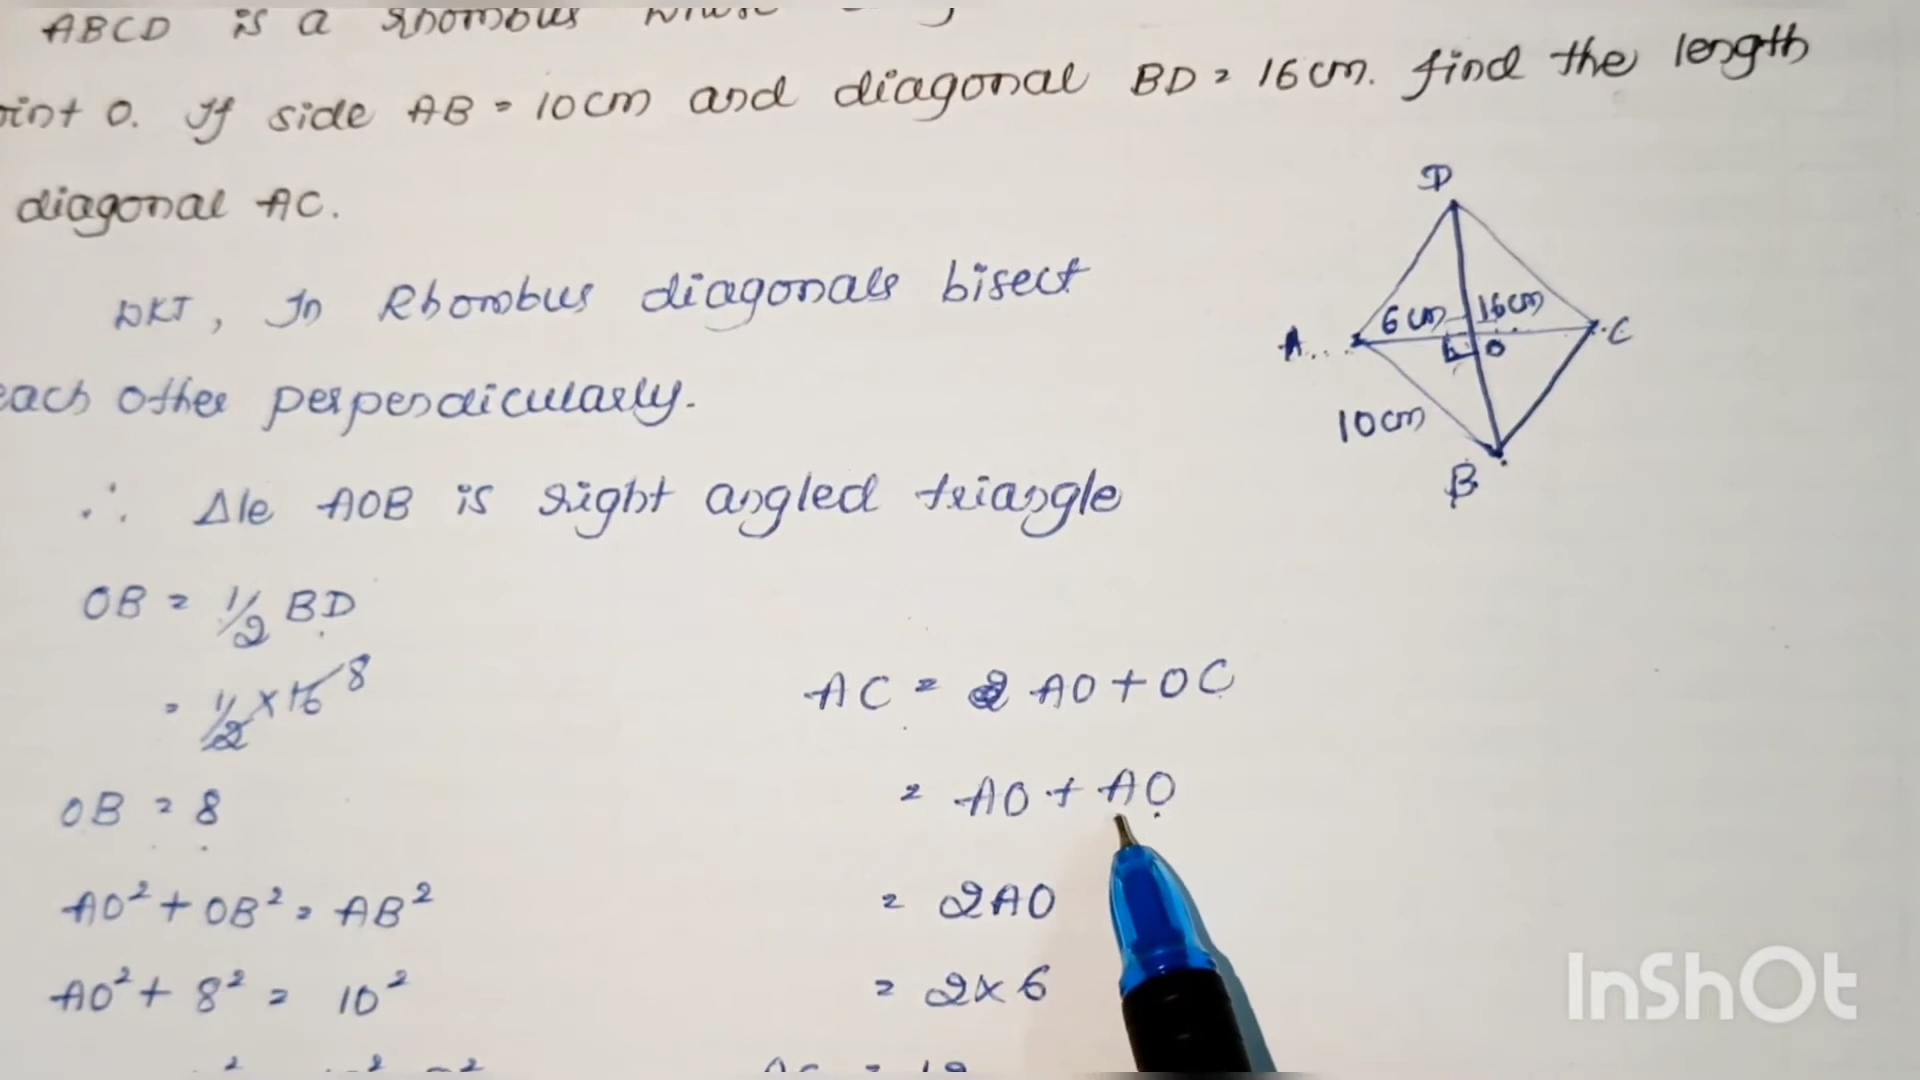 ABCD is a Rhombus
oint O. If side AB = 10cm and diagonal BD = 16cm. find the length
diagonal AC.
WKT, In Rhombus diagonals bisect
each other perpendicularly.
∴ Δle AOB is right angled triangle
OB = 1/2 BD
= 1/2 × 16 8
OB = 8
AO² + OB² = AB²
AO² + 8² = 10²
AC = 2 AO + OC
= AO + AO
= 2AO
= 2 × 6
AC = 12
D
6cm 16cm
A C
O
10cm
B
InShOt